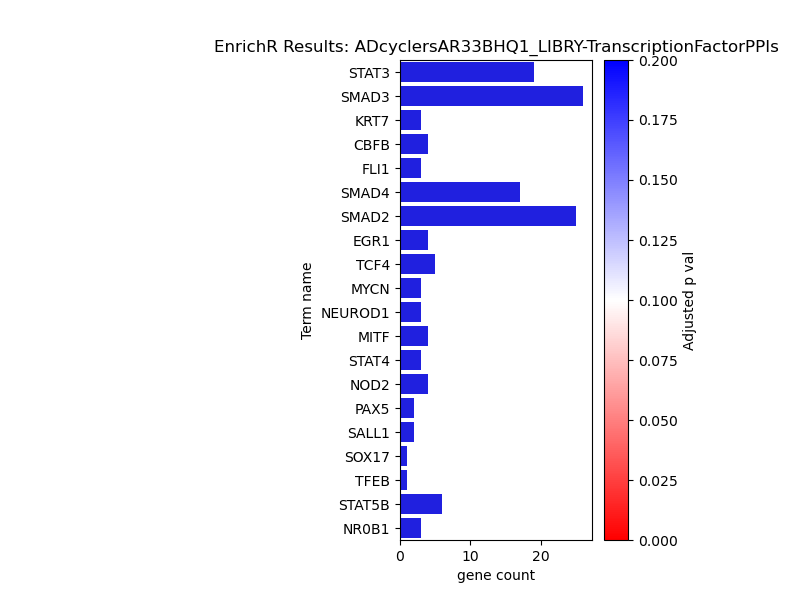 EnrichR Results: ADcyclersAR33BHQ1_LIBRY-TranscriptionFactorPPIs
STAT3
SMAD3
KRT7
CBFB
FLI1
SMAD4
SMAD2
EGR1
TCF4
MYCN
NEUROD1
MITF
STAT4
NOD2
PAX5
SALL1
SOX17
TFEB
STAT5B
NR0B1
Term name
0 10 20
gene count
0.200
0.175
0.150
0.125
0.100
0.075
0.050
0.025
0.000
Adjusted p val